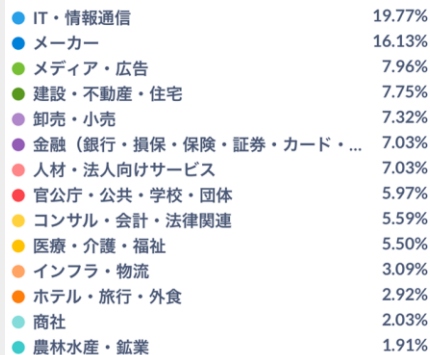 IT・情報通信 19.77%
メーカー 16.13%
メディア・広告 7.96%
建設・不動産・住宅 7.75%
卸売・小売 7.32%
金融（銀行・損保・保険・証券・カード・... 7.03%
人材・法人向けサービス 7.03%
官公庁・公共・学校・団体 5.97%
コンサル・会計・法律関連 5.59%
医療・介護・福祉 5.50%
インフラ・物流 3.09%
ホテル・旅行・外食 2.92%
商社 2.03%
農林水産・鉱業 1.91%